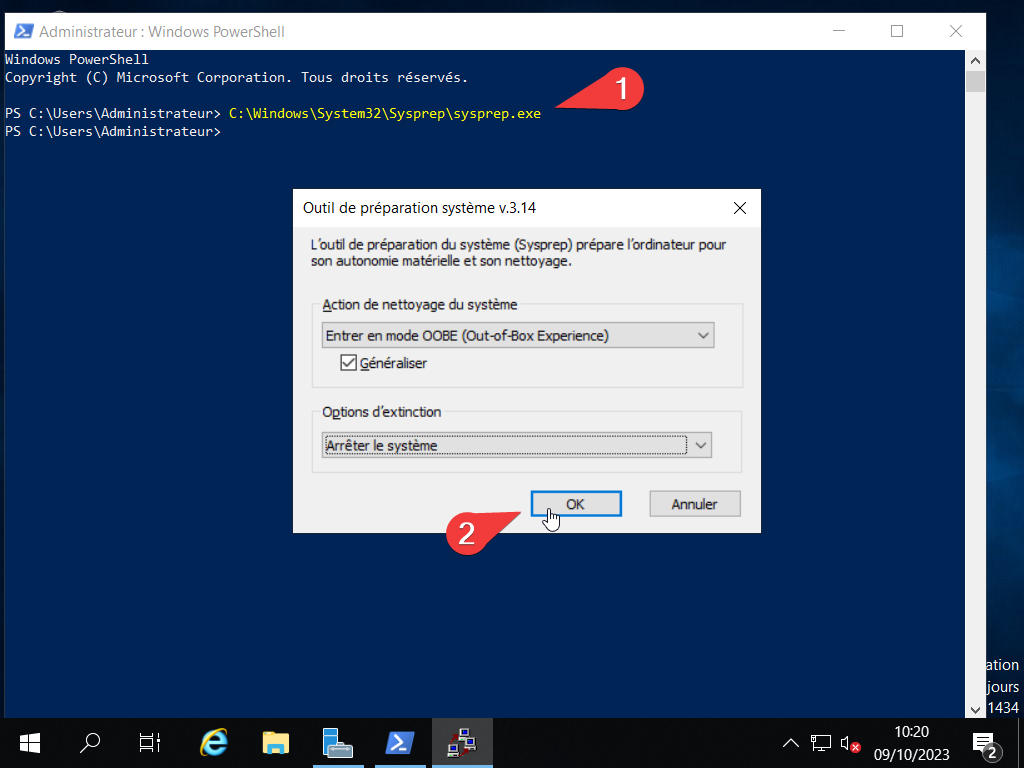 Administrateur : Windows PowerShell
Windows PowerShell
Copyright (C) Microsoft Corporation. Tous droits réservés.
1
PS C:\Users\Administrateur> C:\Windows\System32\Sysprep\sysprep.exe
PS C:\Users\Administrateur>
Outil de préparation système v.3.14
L'outil de préparation du système (Sysprep) prépare l'ordinateur pour
son autonomie matérielle et son nettoyage.
Action de nettoyage du système
Entrer en mode OOBE (Out-of-Box Experience)
Généraliser
Options d'extinction
Arrêter le système
OK
Annuler
2
ation
jours
1434
10:20
09/10/2023
2